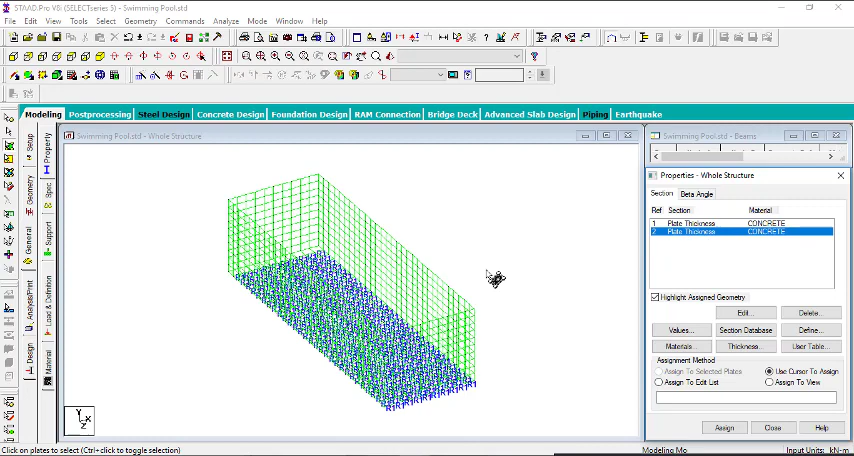 STAAD.Pro V8i (SELECTseries 5) - Swimming Pool.std
File Edit View Tools Select Geometry Commands Analyze Mode Window Help
Modeling Postprocessing Steel Design Concrete Design Foundation Design RAM Connection Bridge Deck Advanced Slab Design Piping Earthquake
Setup
Geometry
General
Analysis/Print
Design
Property
Spec
Support
Load & Definition
Material
Swimming Pool.std - Whole Structure
Y
X
Z
Swimming Pool.std - Beams
Properties - Whole Structure
Section Beta Angle
Ref Section Material
1 Plate Thickness CONCRETE
2 Plate Thickness CONCRETE
Highlight Assigned Geometry
Edit... Delete...
Values... Section Database Define...
Materials... Thickness... User Table...
Assignment Method
Assign To Selected Plates Use Cursor To Assign
Assign To Edit List Assign To View
Assign Close Help
Click on plates to select (Ctrl+click to toggle selection) Modeling Mo Input Units: kN-m